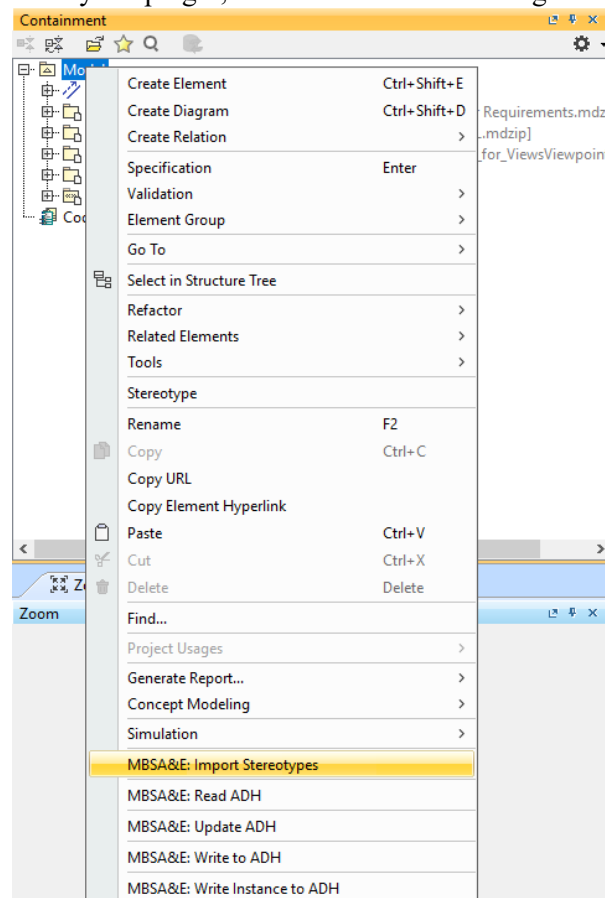 Containment
Model
Create Element Ctrl+Shift+E
Create Diagram Ctrl+Shift+D
Requirements.mdz
Create Relation >
.mdzip]
_for_ViewsViewpoin
Specification Enter
Validation >
Element Group >
Go To >
Select in Structure Tree
Refactor >
Related Elements >
Tools >
Stereotype
Rename F2
Copy Ctrl+C
Copy URL
Copy Element Hyperlink
Paste Ctrl+V
Cut Ctrl+X
Delete Delete
Zoom
Find...
Project Usages >
Generate Report... >
Concept Modeling >
Simulation >
MBSA&E: Import Stereotypes
MBSA&E: Read ADH
MBSA&E: Update ADH
MBSA&E: Write to ADH
MBSA&E: Write Instance to ADH